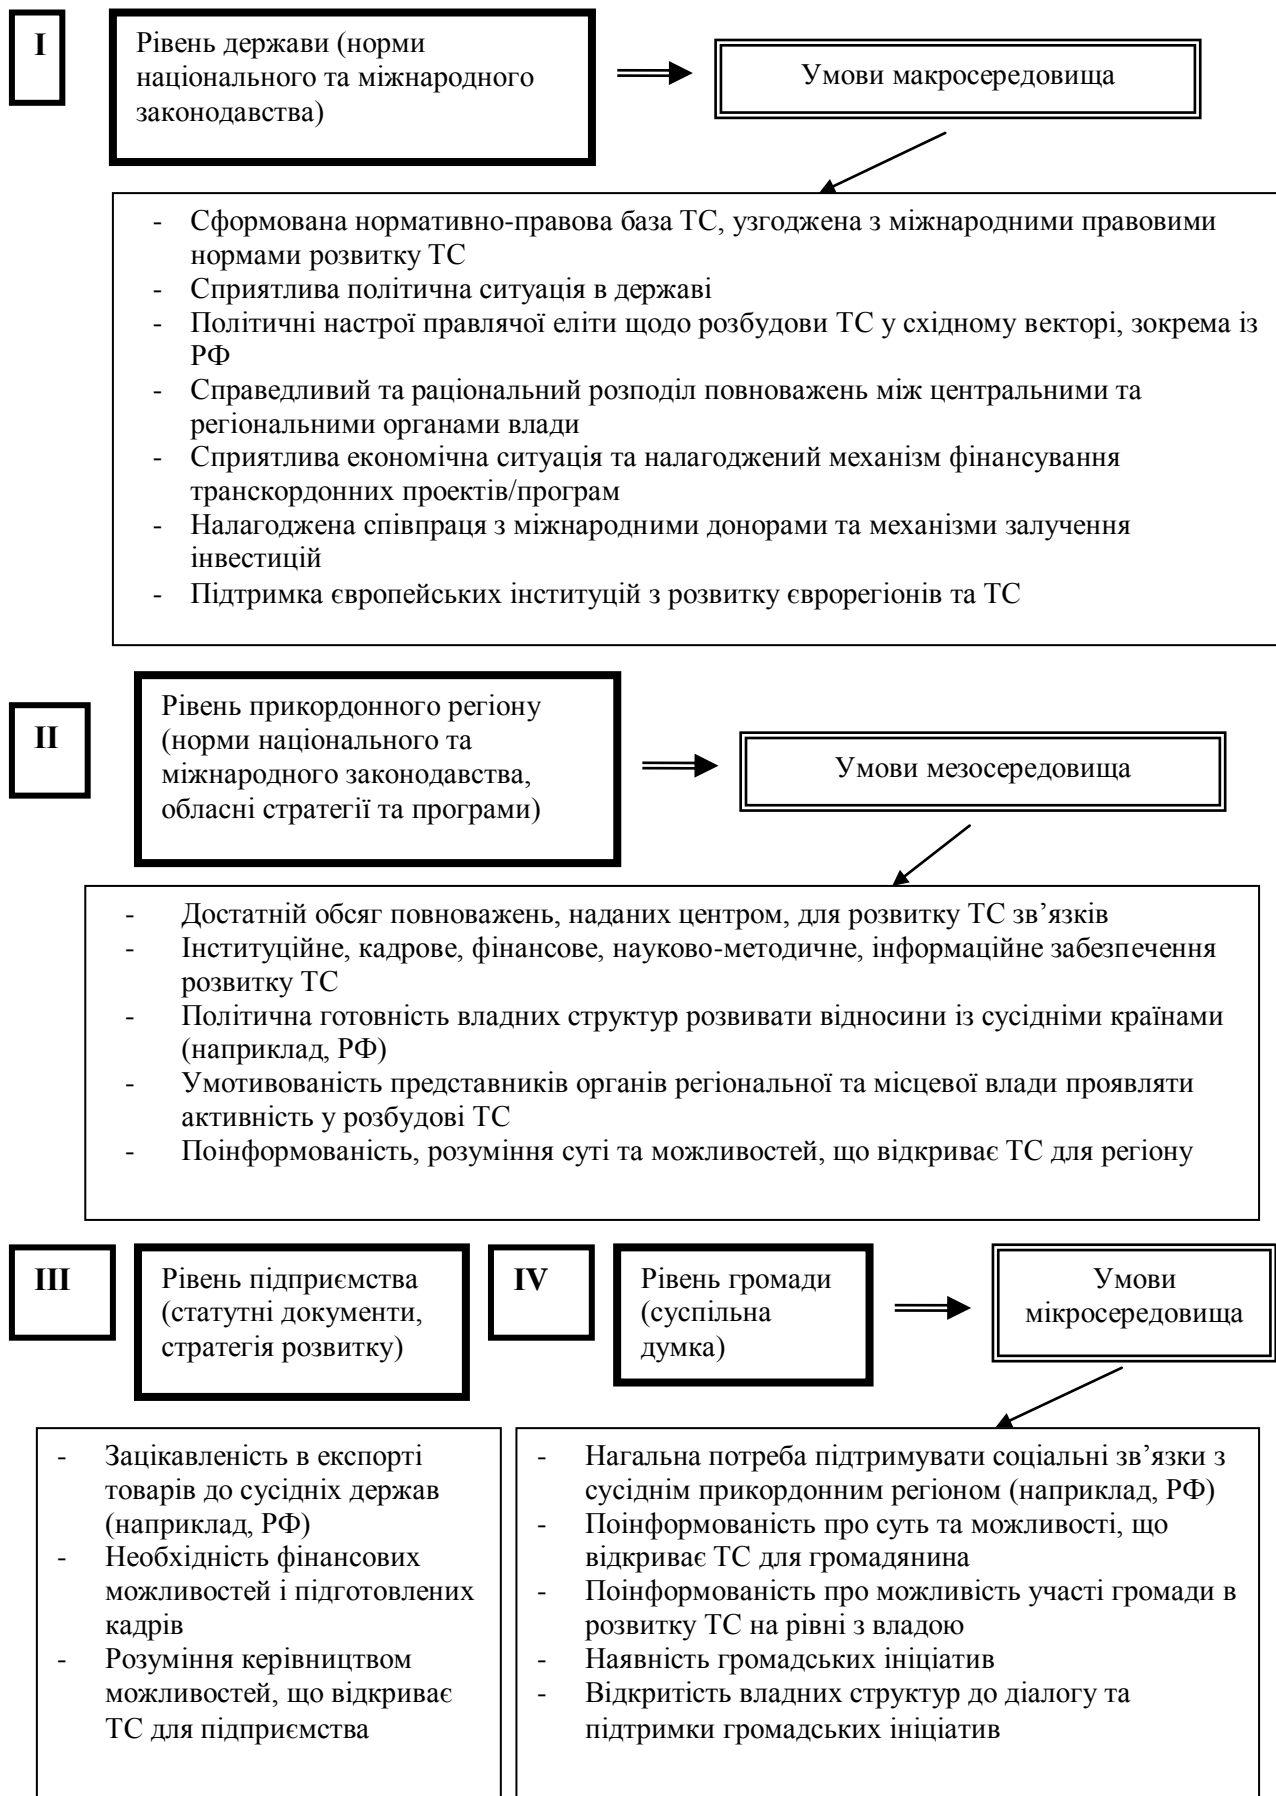 I
Рівень держави (норми
національного та міжнародного
законодавства)
Умови макросередовища
- Сформована нормативно-правова база ТС, узгоджена з міжнародними правовими
нормами розвитку ТС
- Сприятлива політична ситуація в державі
- Політичні настрої правлячої еліти щодо розбудови ТС у східному векторі, зокрема із
РФ
- Справедливий та раціональний розподіл повноважень між центральними та
регіональними органами влади
- Сприятлива економічна ситуація та налагоджений механізм фінансування
транскордонних проектів/програм
- Налагоджена співпраця з міжнародними донорами та механізми залучення
інвестицій
- Підтримка європейських інституцій з розвитку єврорегіонів та ТС
II
Рівень прикордонного регіону
(норми національного та
міжнародного законодавства,
обласні стратегії та програми)
Умови мезосередовища
- Достатній обсяг повноважень, наданих центром, для розвитку ТС зв’язків
- Інституційне, кадрове, фінансове, науково-методичне, інформаційне забезпечення
розвитку ТС
- Політична готовність владних структур розвивати відносини із сусідніми країнами
(наприклад, РФ)
- Умотивованість представників органів регіональної та місцевої влади проявляти
активність у розбудові ТС
- Поінформованість, розуміння суті та можливостей, що відкриває ТС для регіону
III
Рівень підприємства
(статутні документи,
стратегія розвитку)
IV
Рівень громади
(суспільна
думка)
Умови
мікросередовища
- Зацікавленість в експорті
товарів до сусідніх держав
(наприклад, РФ)
- Необхідність фінансових
можливостей і підготовлених
кадрів
- Розуміння керівництвом
можливостей, що відкриває
ТС для підприємства
- Нагальна потреба підтримувати соціальні зв’язки з
сусіднім прикордонним регіоном (наприклад, РФ)
- Поінформованість про суть та можливості, що
відкриває ТС для громадянина
- Поінформованість про можливість участі громади в
розвитку ТС на рівні з владою
- Наявність громадських ініціатив
- Відкритість владних структур до діалогу та
підтримки громадських ініціатив